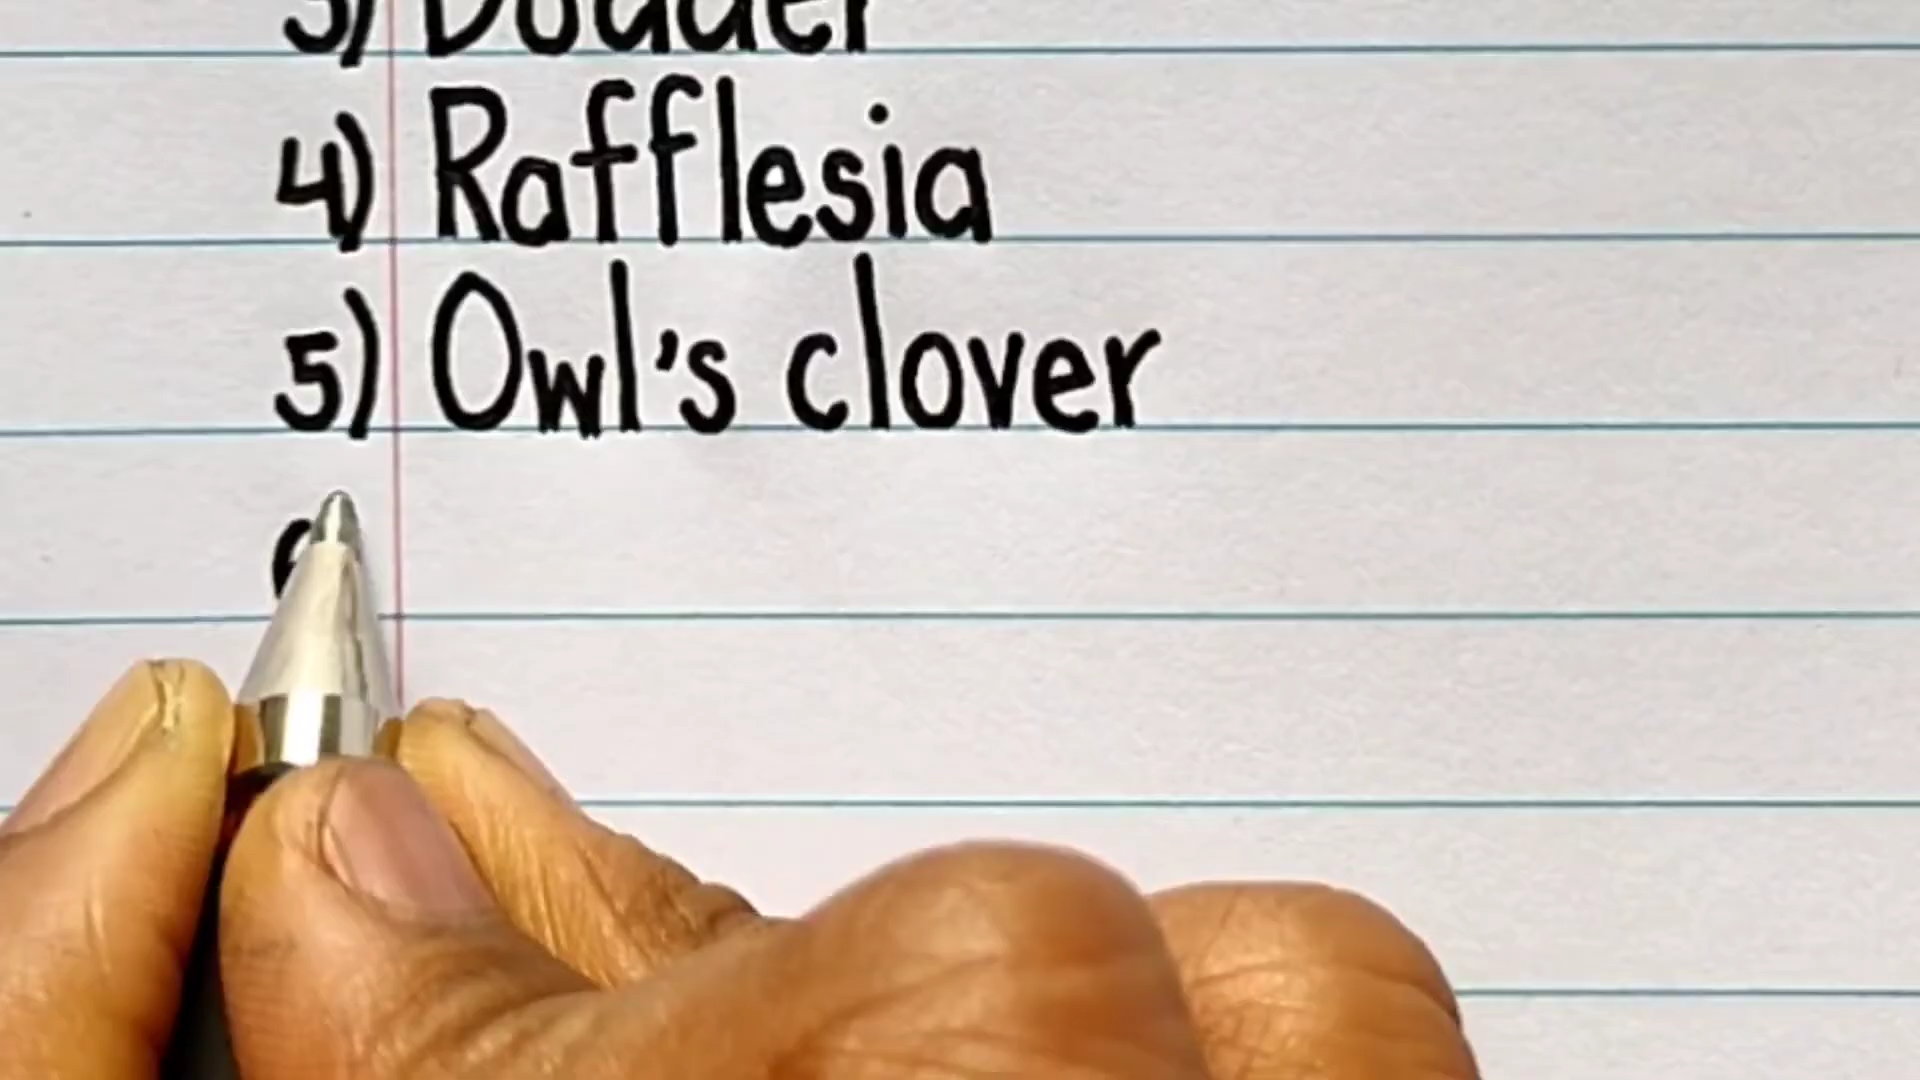 3) Dodder
4) Rafflesia
5) Owl's clover